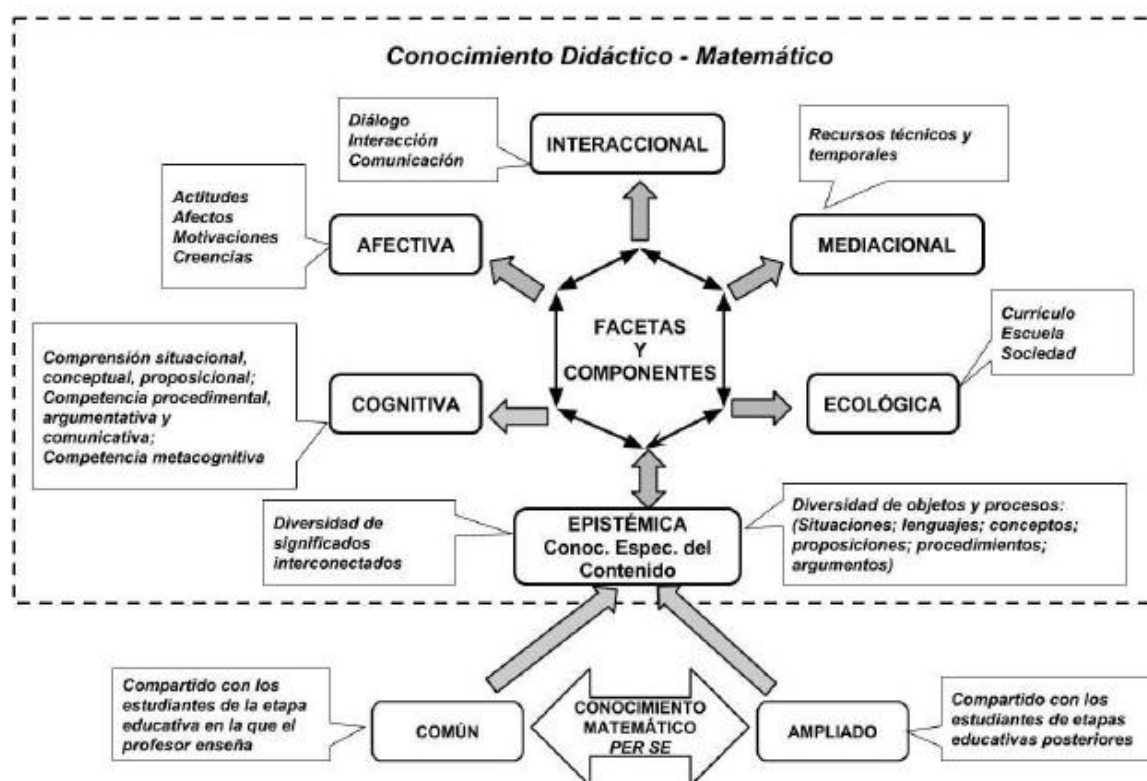 Conocimiento Didáctico - Matemático
Diálogo
Interacción
Comunicación
INTERACCIONAL
Recursos técnicos y
temporales
Actitudes
Afectos
Motivaciones
Creencias
AFECTIVA
MEDIACIONAL
FACETAS
Y
COMPONENTES
Currículo
Escuela
Sociedad
Comprensión situacional,
conceptual, proposicional;
Competencia procedimental,
argumentativa y
comunicativa;
Competencia metacognitiva
COGNITIVA
ECOLÓGICA
Diversidad de
significados
interconectados
EPISTÉMICA
Conoc. Espec. del
Contenido
Diversidad de objetos y procesos:
(Situaciones; lenguajes; conceptos;
proposiciones; procedimientos;
argumentos)
Compartido con los
estudiantes de la etapa
educativa en la que el
profesor enseña
COMÚN
CONOCIMIENTO
MATEMÁTICO
PER SE
AMPLIADO
Compartido con los
estudiantes de etapas
educativas posteriores